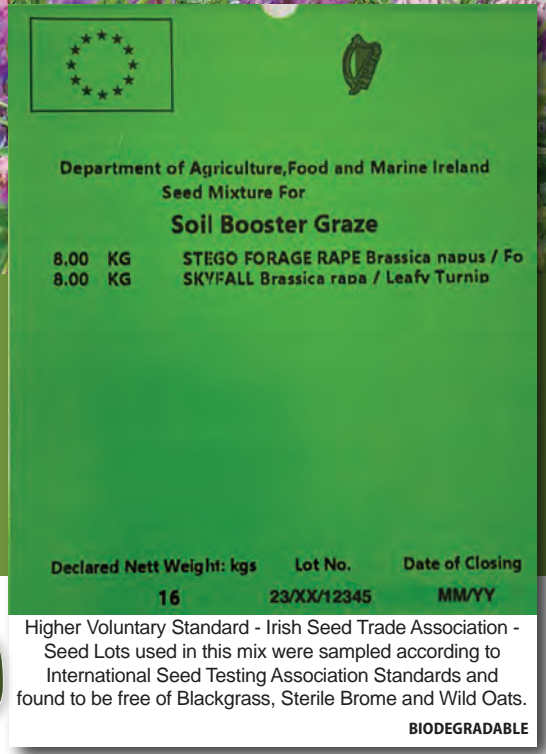 Department of Agriculture,Food and Marine Ireland
Seed Mixture For
Soil Booster Graze
8.00 KG STEGO FORAGE RAPE Brassica napus / Fo
8.00 KG SKYFALL Brassica rapa / Leafy Turnip
Declared Nett Weight: kgs Lot No. Date of Closing
16 23/XX/12345 MM/YY
Higher Voluntary Standard - Irish Seed Trade Association -
Seed Lots used in this mix were sampled according to
International Seed Testing Association Standards and
found to be free of Blackgrass, Sterile Brome and Wild Oats.
BIODEGRADABLE